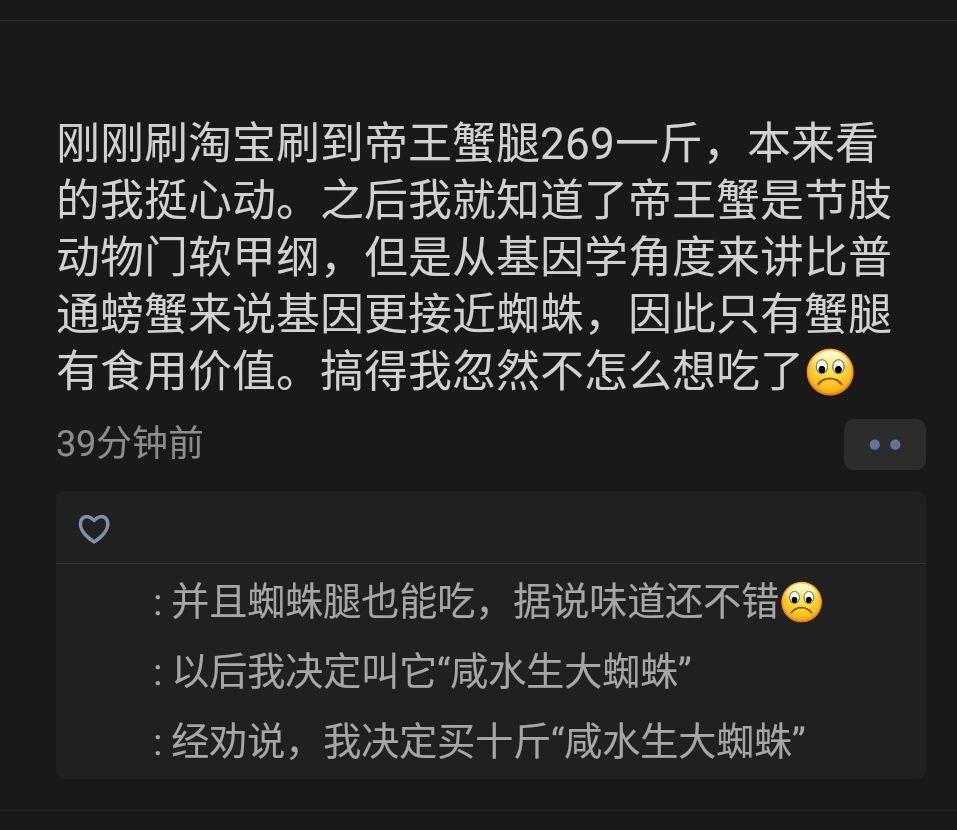 刚刚刷淘宝刷到帝王蟹腿269一斤，本来看
的我挺心动。之后我就知道了帝王蟹是节肢
动物门软甲纲，但是从基因学角度来讲比普
通螃蟹来说基因更接近蜘蛛，因此只有蟹腿
有食用价值。搞得我忽然不怎么想吃了🙁
39分钟前
: 并且蜘蛛腿也能吃，据说味道还不错🙁
: 以后我决定叫它“咸水生大蜘蛛”
: 经劝说，我决定买十斤“咸水生大蜘蛛”